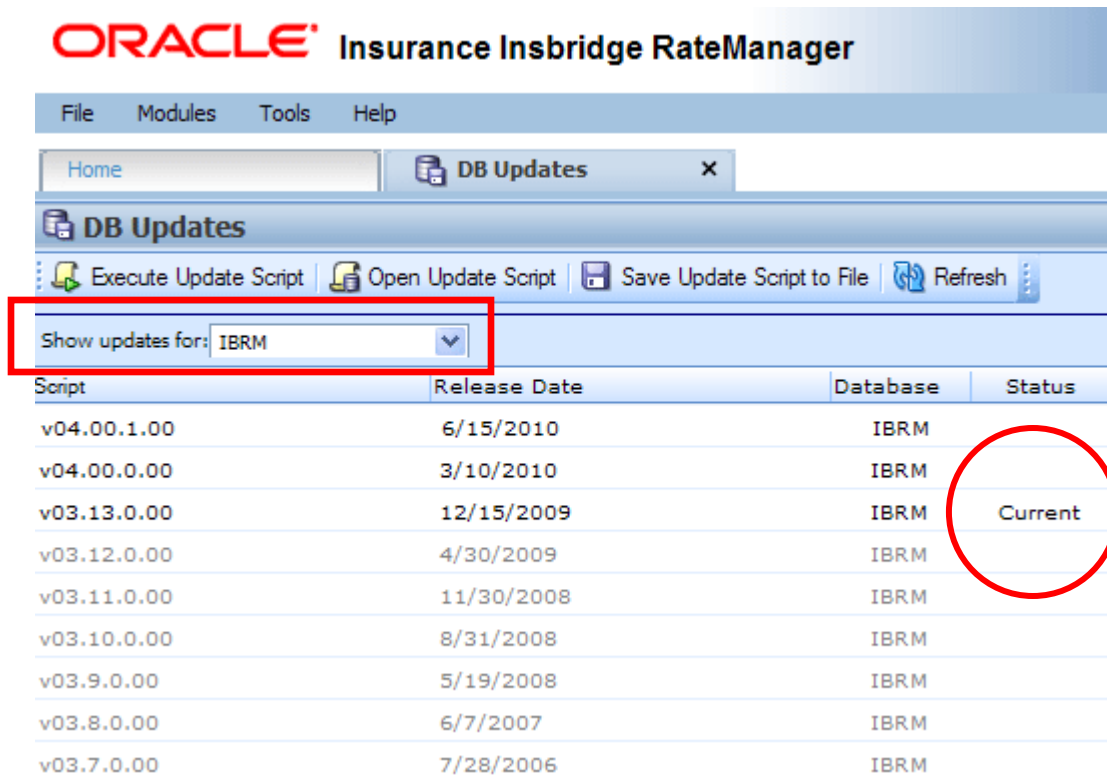 ORACLE Insurance Insbridge RateManager
File Modules Tools Help
Home DB Updates
DB Updates
Execute Update Script Open Update Script Save Update Script to File Refresh
Show updates for: IBRM
Script Release Date Database Status
v04.00.1.00 6/15/2010 IBRM
v04.00.0.00 3/10/2010 IBRM
v03.13.0.00 12/15/2009 IBRM Current
v03.12.0.00 4/30/2009 IBRM
v03.11.0.00 11/30/2008 IBRM
v03.10.0.00 8/31/2008 IBRM
v03.9.0.00 5/19/2008 IBRM
v03.8.0.00 6/7/2007 IBRM
v03.7.0.00 7/28/2006 IBRM